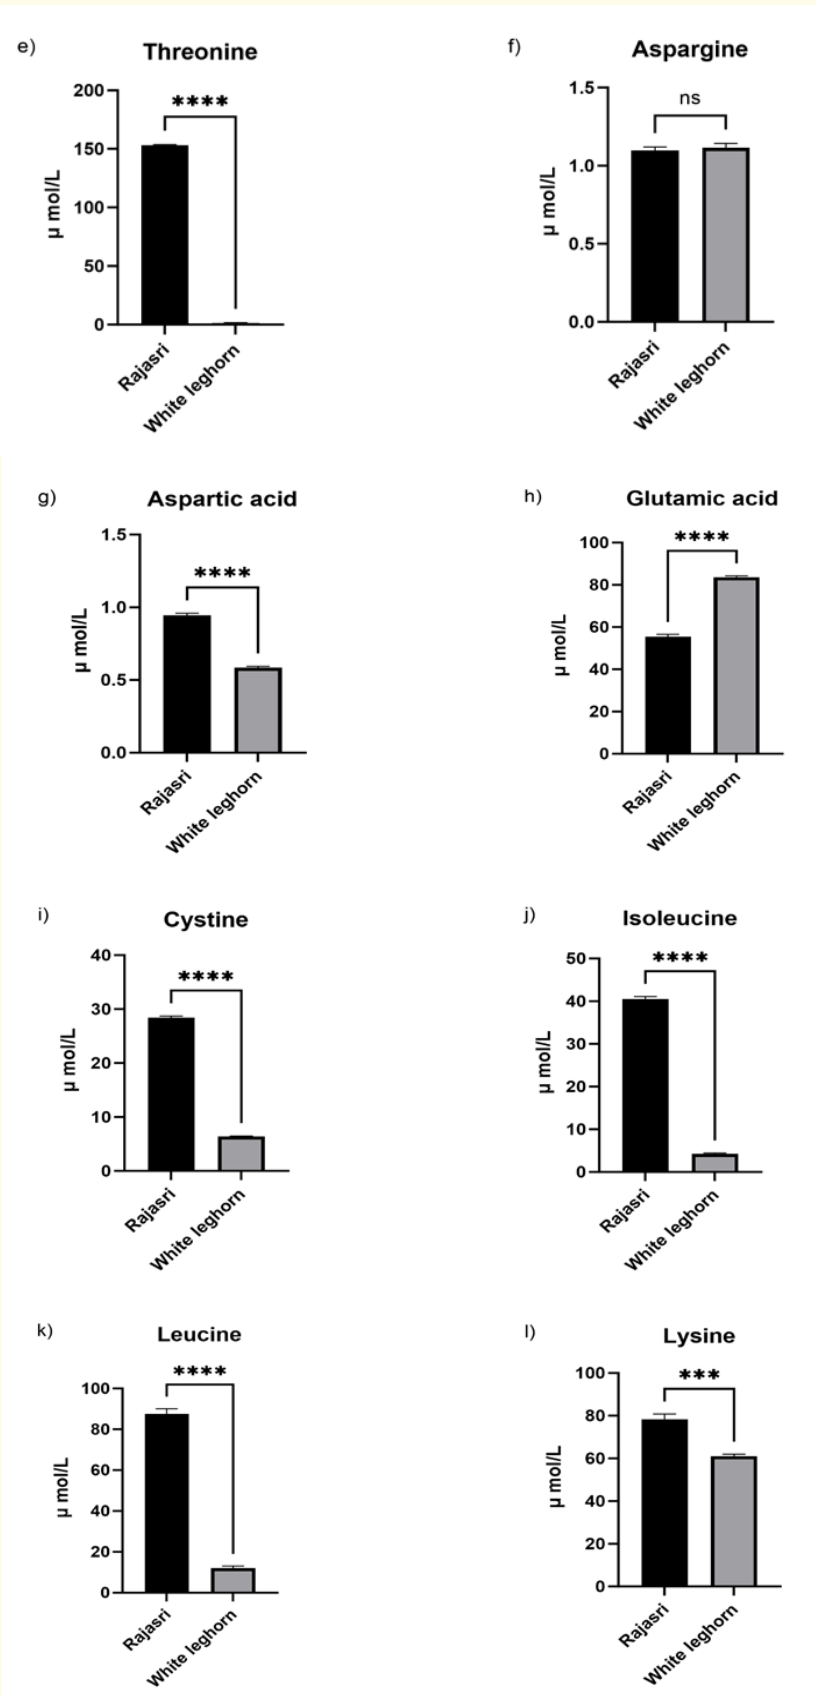 e)
Threonine
200
150
100
50
0
µ mol/L
****
Rajasri
White leghorn
f)
Aspargine
1.5
1.0
0.5
0.0
µ mol/L
ns
Rajasri
White leghorn
g)
Aspartic acid
1.5
1.0
0.5
0.0
µ mol/L
****
Rajasri
White leghorn
h)
Glutamic acid
100
80
60
40
20
0
µ mol/L
****
Rajasri
White leghorn
i)
Cystine
40
30
20
10
0
µ mol/L
****
Rajasri
White leghorn
j)
Isoleucine
50
40
30
20
10
0
µ mol/L
****
Rajasri
White leghorn
k)
Leucine
100
80
60
40
20
0
µ mol/L
****
Rajasri
White leghorn
l)
Lysine
100
80
60
40
20
0
µ mol/L
***
Rajasri
White leghorn